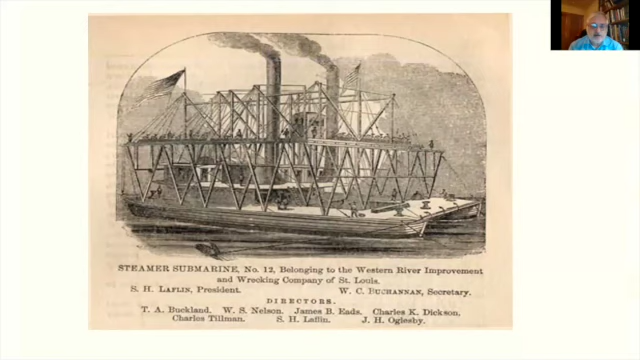 STEAMER SUBMARINE, No. 12, Belonging to the Western River Improvement
and Wrecking Company of St. Louis.
S. H. LAFLIN, President. W. C. BUCHANNAN, Secretary.
DIRECTORS.
T. A. Buckland. W. S. Nelson. James B. Eads. Charles K. Dickson.
Charles Tillman. S. H. Laflin. J. H. Oglesby.